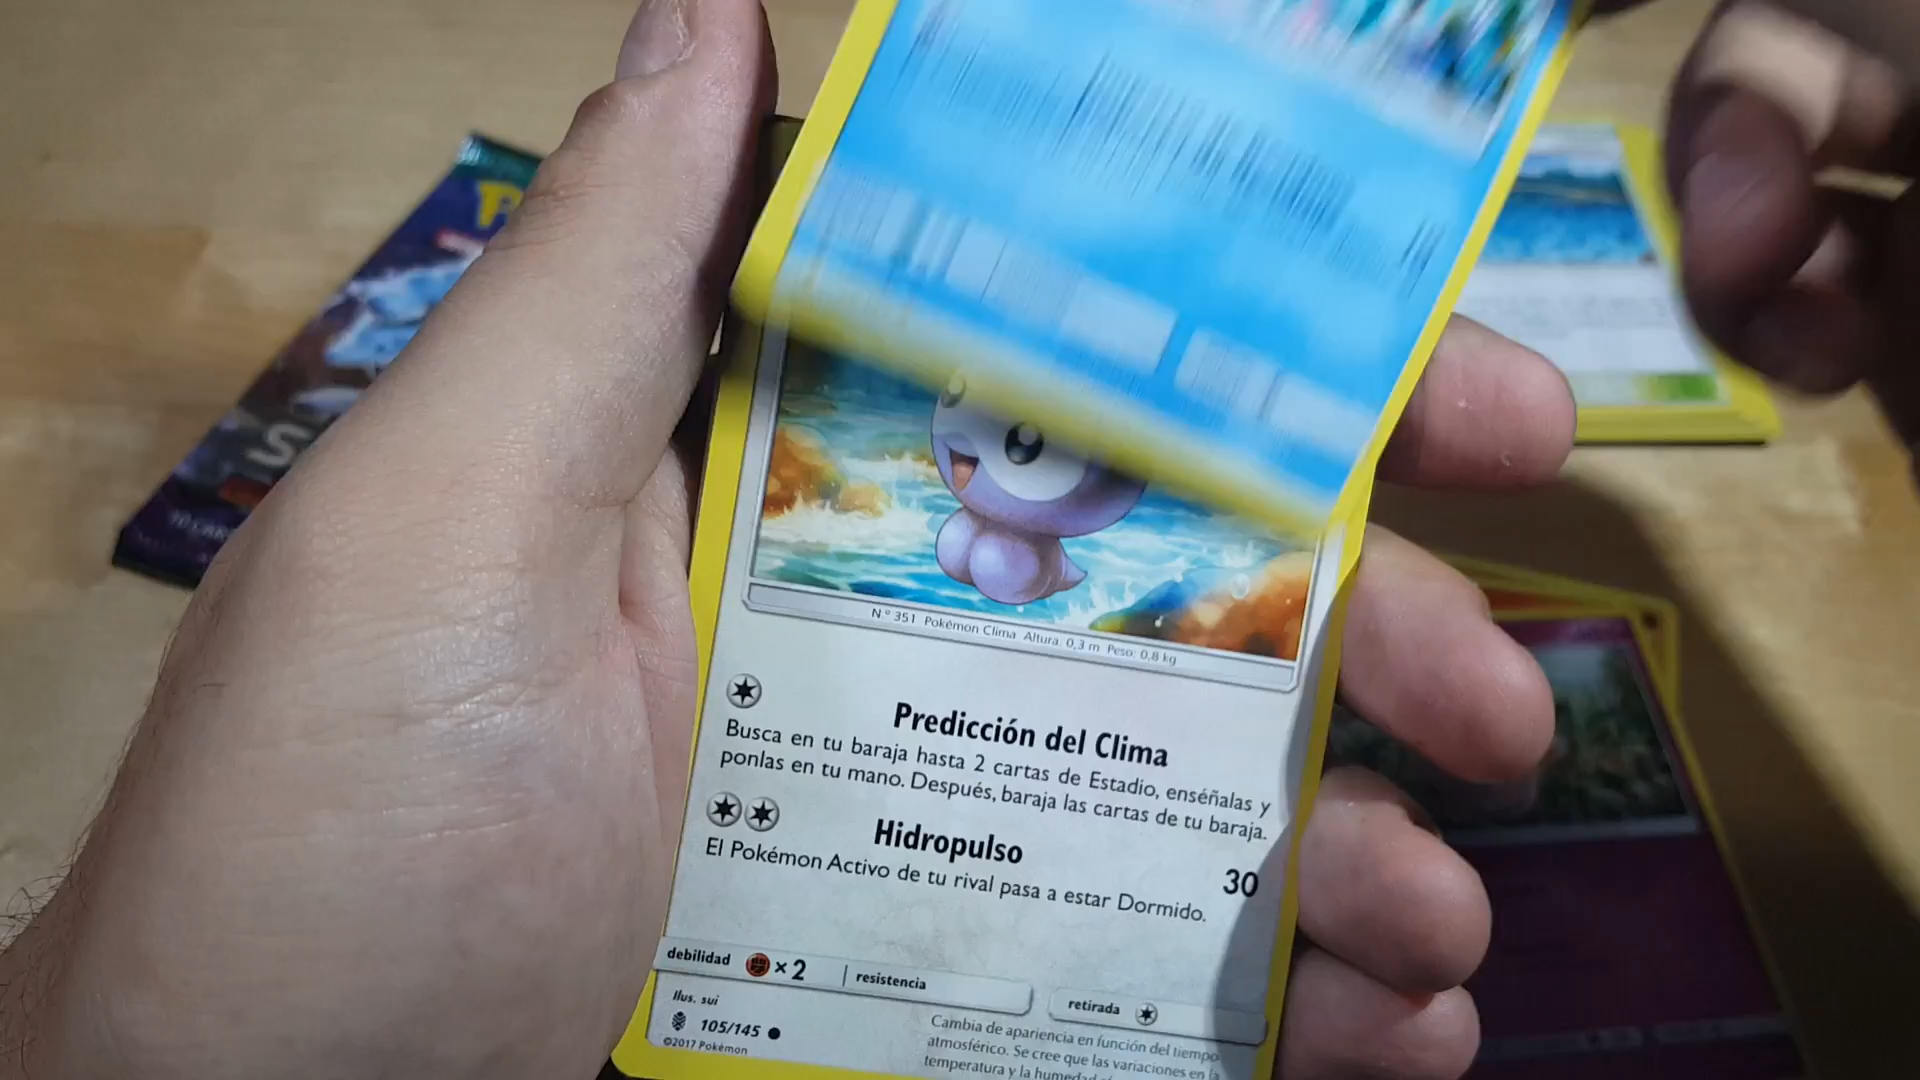 N.º 351 Pokémon Clima Altura: 0,3 m Peso: 0,8 kg
Predicción del Clima
Busca en tu baraja hasta 2 cartas de Estadio, enséñalas y
ponlas en tu mano. Después, baraja las cartas de tu baraja.
Hidropulso
30
El Pokémon Activo de tu rival pasa a estar Dormido.
debilidad × 2 resistencia
retirada
Ilus. sui
105/145
©2017 Pokémon
Cambia de apariencia en función del tiempo
atmosférico. Se cree que las variaciones en la
temperatura y la humedad